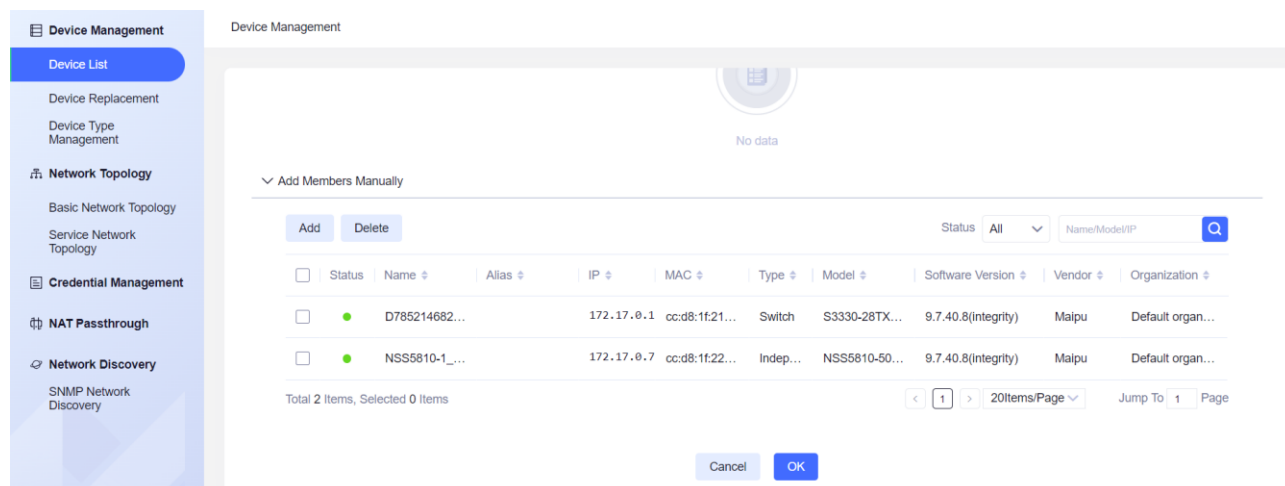 Device Management
Device List
Device Replacement
Device Type
Management
Network Topology
Basic Network Topology
Service Network
Topology
Credential Management
NAT Passthrough
Network Discovery
SNMP Network
Discovery
Device Management
No data
Add Members Manually
Add Delete Status All Name/Model/IP
Status Name Alias IP MAC Type Model Software Version Vendor Organization
D785214682... 172.17.0.1 cc:d8:1f:21... Switch S3330-28TX... 9.7.40.8(integrity) Maipu Default organ...
NSS5810-1_... 172.17.0.7 cc:d8:1f:22... Indep... NSS5810-50... 9.7.40.8(integrity) Maipu Default organ...
Total 2 Items, Selected 0 Items < 1 > 20Items/Page Jump To 1 Page
Cancel OK